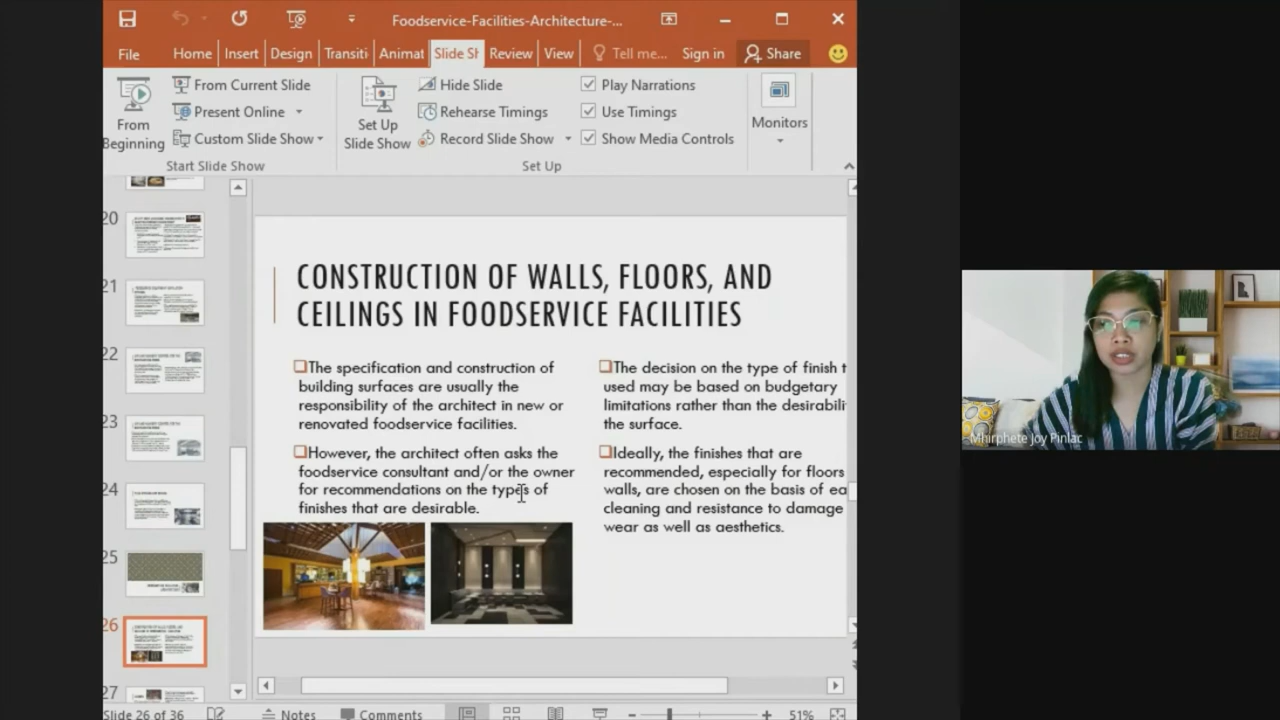 Foodservice-Facilities-Architecture-...
File Home Insert Design Transiti Animat Slide Sh Review View Tell me... Sign in Share
From Beginning
From Current Slide
Present Online
Custom Slide Show
Start Slide Show
Set Up Slide Show
Hide Slide
Rehearse Timings
Record Slide Show
Play Narrations
Use Timings
Show Media Controls
Set Up
Monitors
20
21
22
23
24
25
26
27
CONSTRUCTION OF WALLS, FLOORS, AND
CEILINGS IN FOODSERVICE FACILITIES
The specification and construction of
building surfaces are usually the
responsibility of the architect in new or
renovated foodservice facilities.
However, the architect often asks the
foodservice consultant and/or the owner
for recommendations on the types of
finishes that are desirable.
The decision on the type of finish t
used may be based on budgetary
limitations rather than the desirabili
the surface.
Ideally, the finishes that are
recommended, especially for floors
walls, are chosen on the basis of ea
cleaning and resistance to damage
wear as well as aesthetics.
Mhirphete Joy Pinlac
Slide 26 of 36 Notes Comments 51%